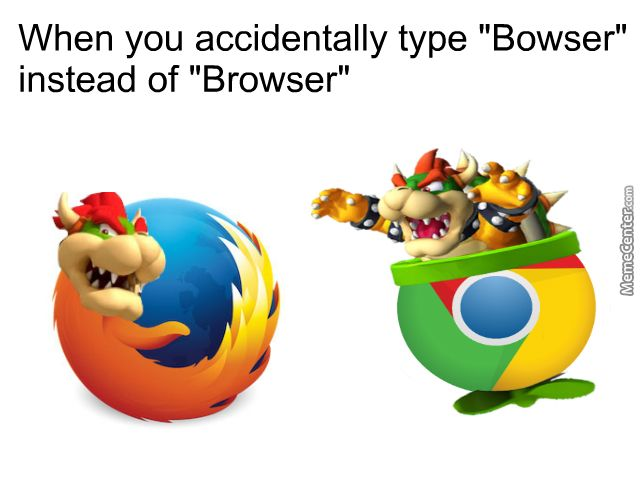 When you accidentally type "Bowser"
instead of "Browser"
MemeCenter.com